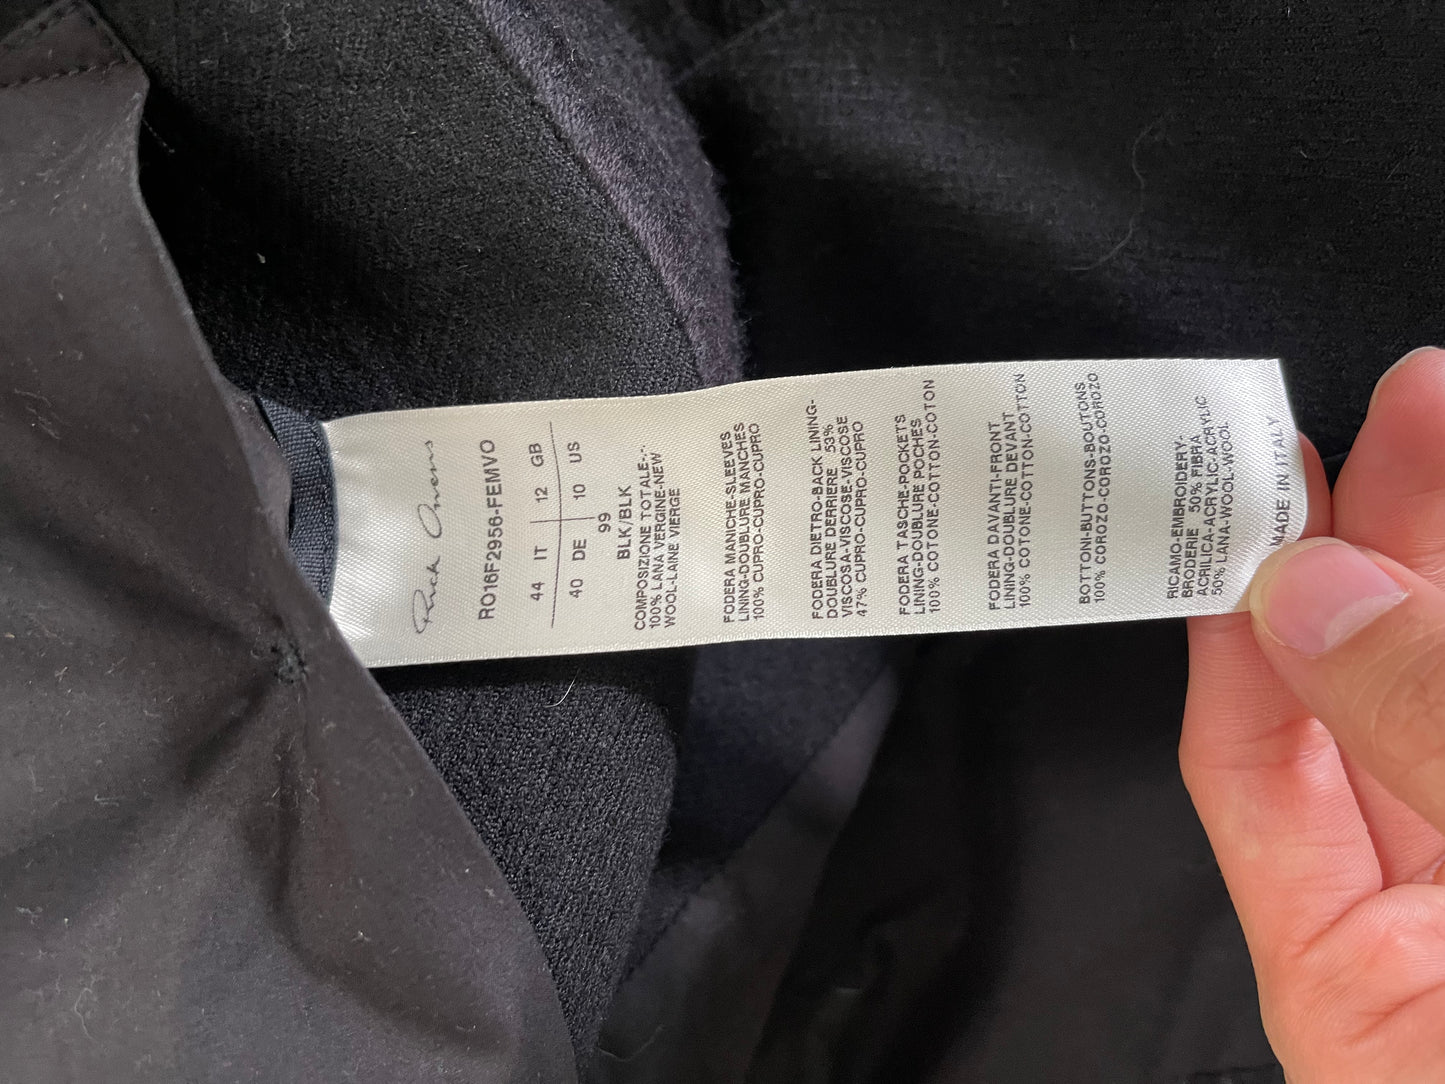 Rick Owens
RO16F2956-FEMVO
44 IT 12 GB
40 DE 10 US
99
BLK/BLK
COMPOSIZIONE TOTALE-.-
100% LANA VERGINE-NEW
WOOL-LAINE VIERGE
FODERA MANICHE-SLEEVES
LINING-DOUBLURE MANCHES
100% CUPRO-CUPRO-CUPRO
FODERA DIETRO-BACK LINING-
DOUBLURE DERRIERE 53%
VISCOSA-VISCOSE-VISCOSE
47% CUPRO-CUPRO-CUPRO
FODERA TASCHE-POCKETS
LINING-DOUBLURE POCHES
100% COTONE-COTTON-COTON
FODERA DAVANTI-FRONT
LINING-DOUBLURE DEVANT
100% COTONE-COTTON-COTTON
BOTTONI-BUTTONS-BOUTONS
100% COROZO-COROZO-COROZO
RICAMO-EMBROIDERY-
BRODERIE 50% FIBRA
ACRILICA-ACRYLIC-ACRYLIC
50% LANA-WOOL-WOOL
MADE IN ITALY